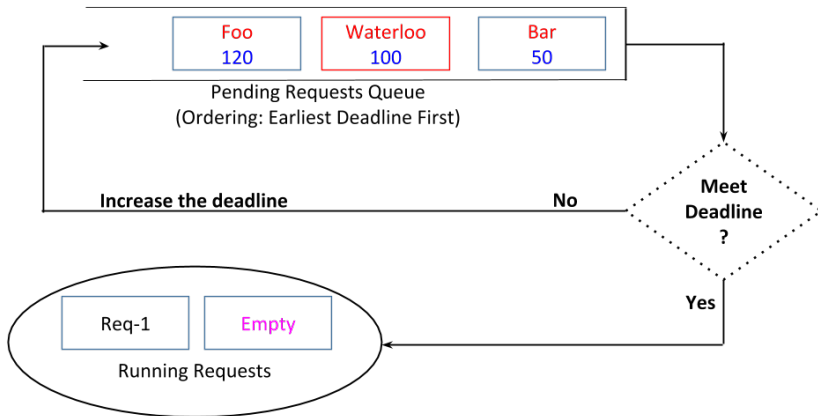 Foo
120
Waterloo
100
Bar
50
Pending Requests Queue
(Ordering: Earliest Deadline First)
Increase the deadline
No
Meet
Deadline
?
Yes
Req-1
Empty
Running Requests